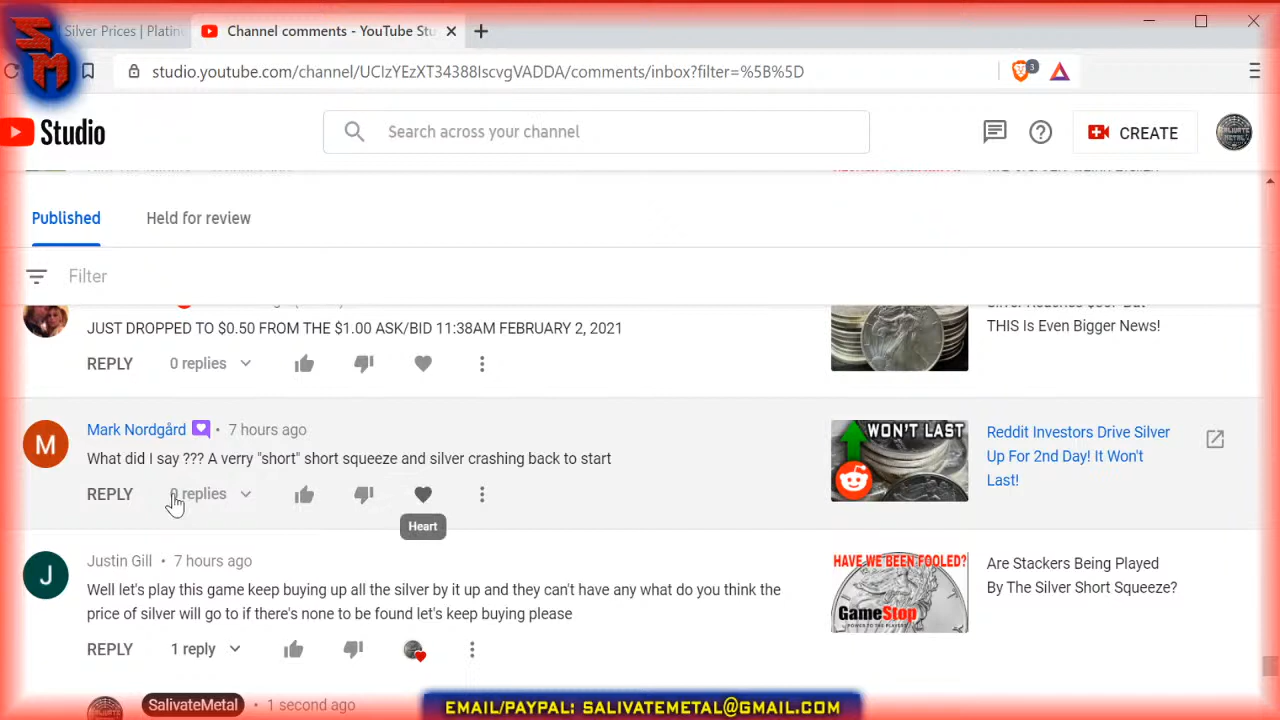 SM
Silver Prices | Platin
Channel comments - YouTube Stu
studio.youtube.com/channel/UCIzYEzXT34388IscvgVADDA/comments/inbox?filter=%5B%5D
3
Studio
Search across your channel
CREATE
Published
Held for review
Filter
JUST DROPPED TO $0.50 FROM THE $1.00 ASK/BID 11:38AM FEBRUARY 2, 2021
THIS Is Even Bigger News!
REPLY
0 replies
M
Mark Nordgård • 7 hours ago
What did I say ??? A verry "short" short squeeze and silver crashing back to start
REPLY
replies
Heart
WON'T LAST
Reddit Investors Drive Silver
Up For 2nd Day! It Won't
Last!
J
Justin Gill • 7 hours ago
Well let's play this game keep buying up all the silver by it up and they can't have any what do you think the
price of silver will go to if there's none to be found let's keep buying please
REPLY
1 reply
HAVE WE BEEN FOOLED?
GameStop
POWER TO THE PLAYERS
Are Stackers Being Played
By The Silver Short Squeeze?
SalivateMetal • 1 second ago
EMAIL/PAYPAL: SALIVATEMETAL@GMAIL.COM